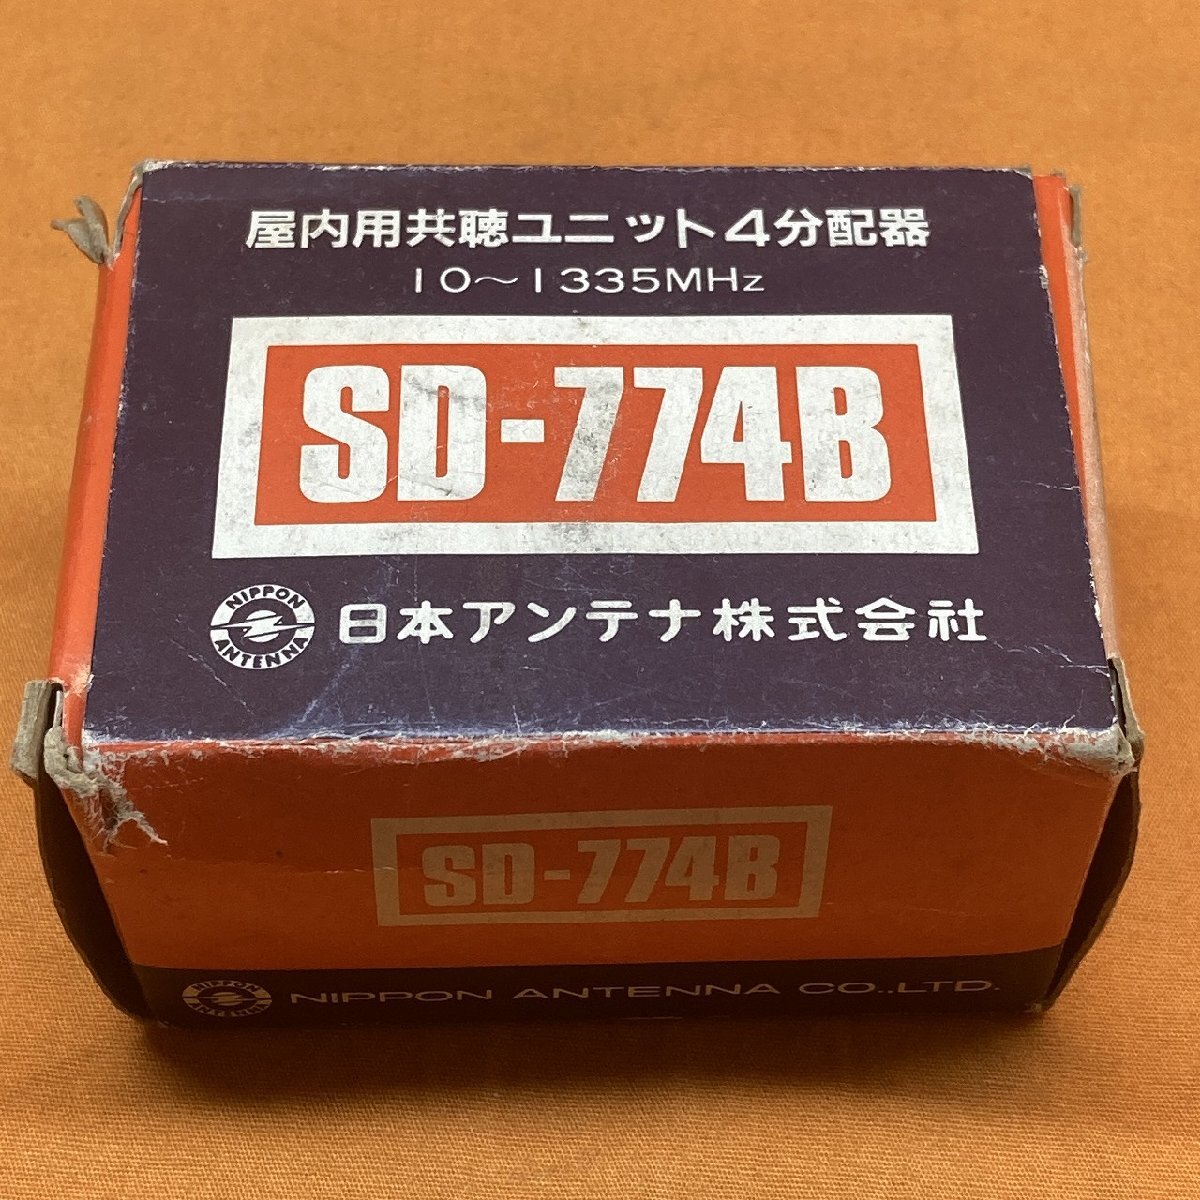 屋内用共聴ユニット4分配器
10～1335MHz
SD-774B
NIPPON ANTENNA
日本アンテナ株式会社
SD-774B
NIPPON ANTENNA
NIPPON ANTENNA CO.,LTD.